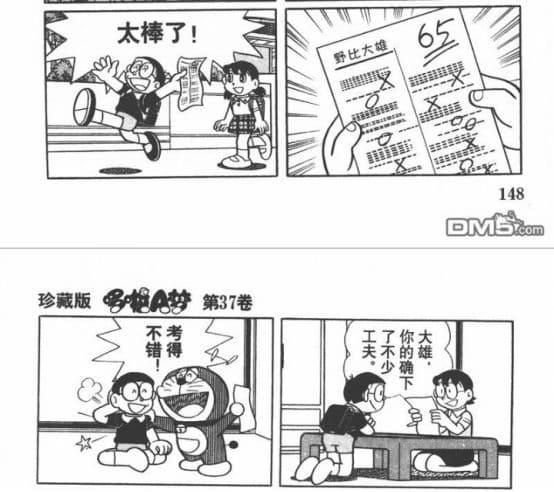 太棒了！
野比大雄
65
148
DM5.com
珍藏版 哆啦A梦 第37卷
考得
不错！
大雄，
你的确下
了不少
工夫。